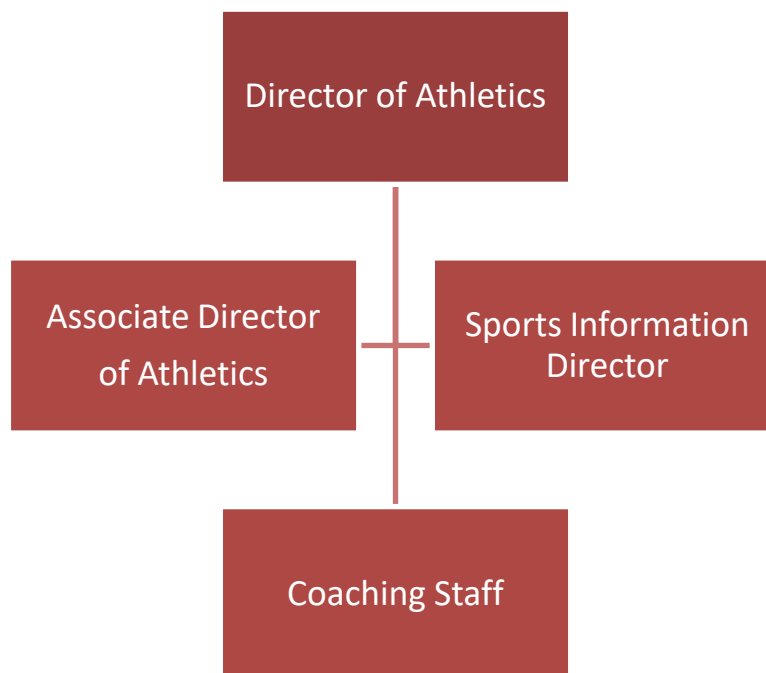 Director of Athletics
Associate Director
of Athletics
Sports Information
Director
Coaching Staff